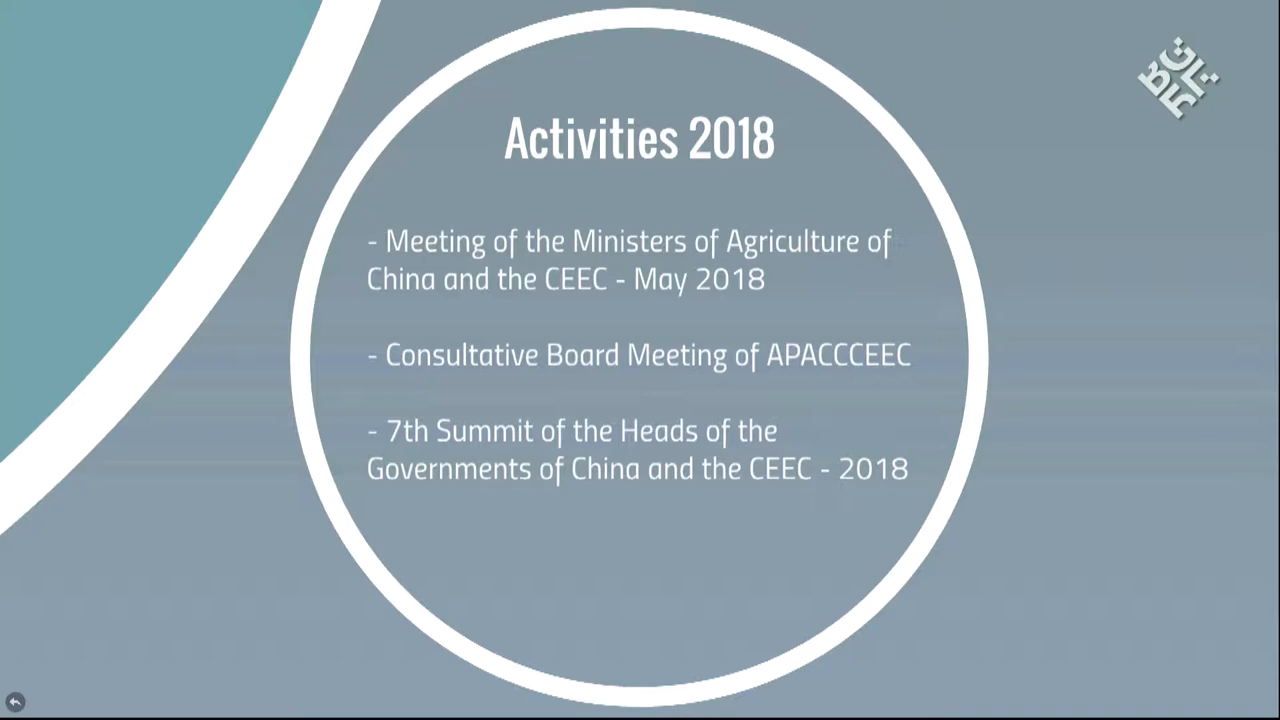 Activities 2018
- Meeting of the Ministers of Agriculture of
China and the CEEC - May 2018
- Consultative Board Meeting of APACCCEEC
- 7th Summit of the Heads of the
Governments of China and the CEEC - 2018